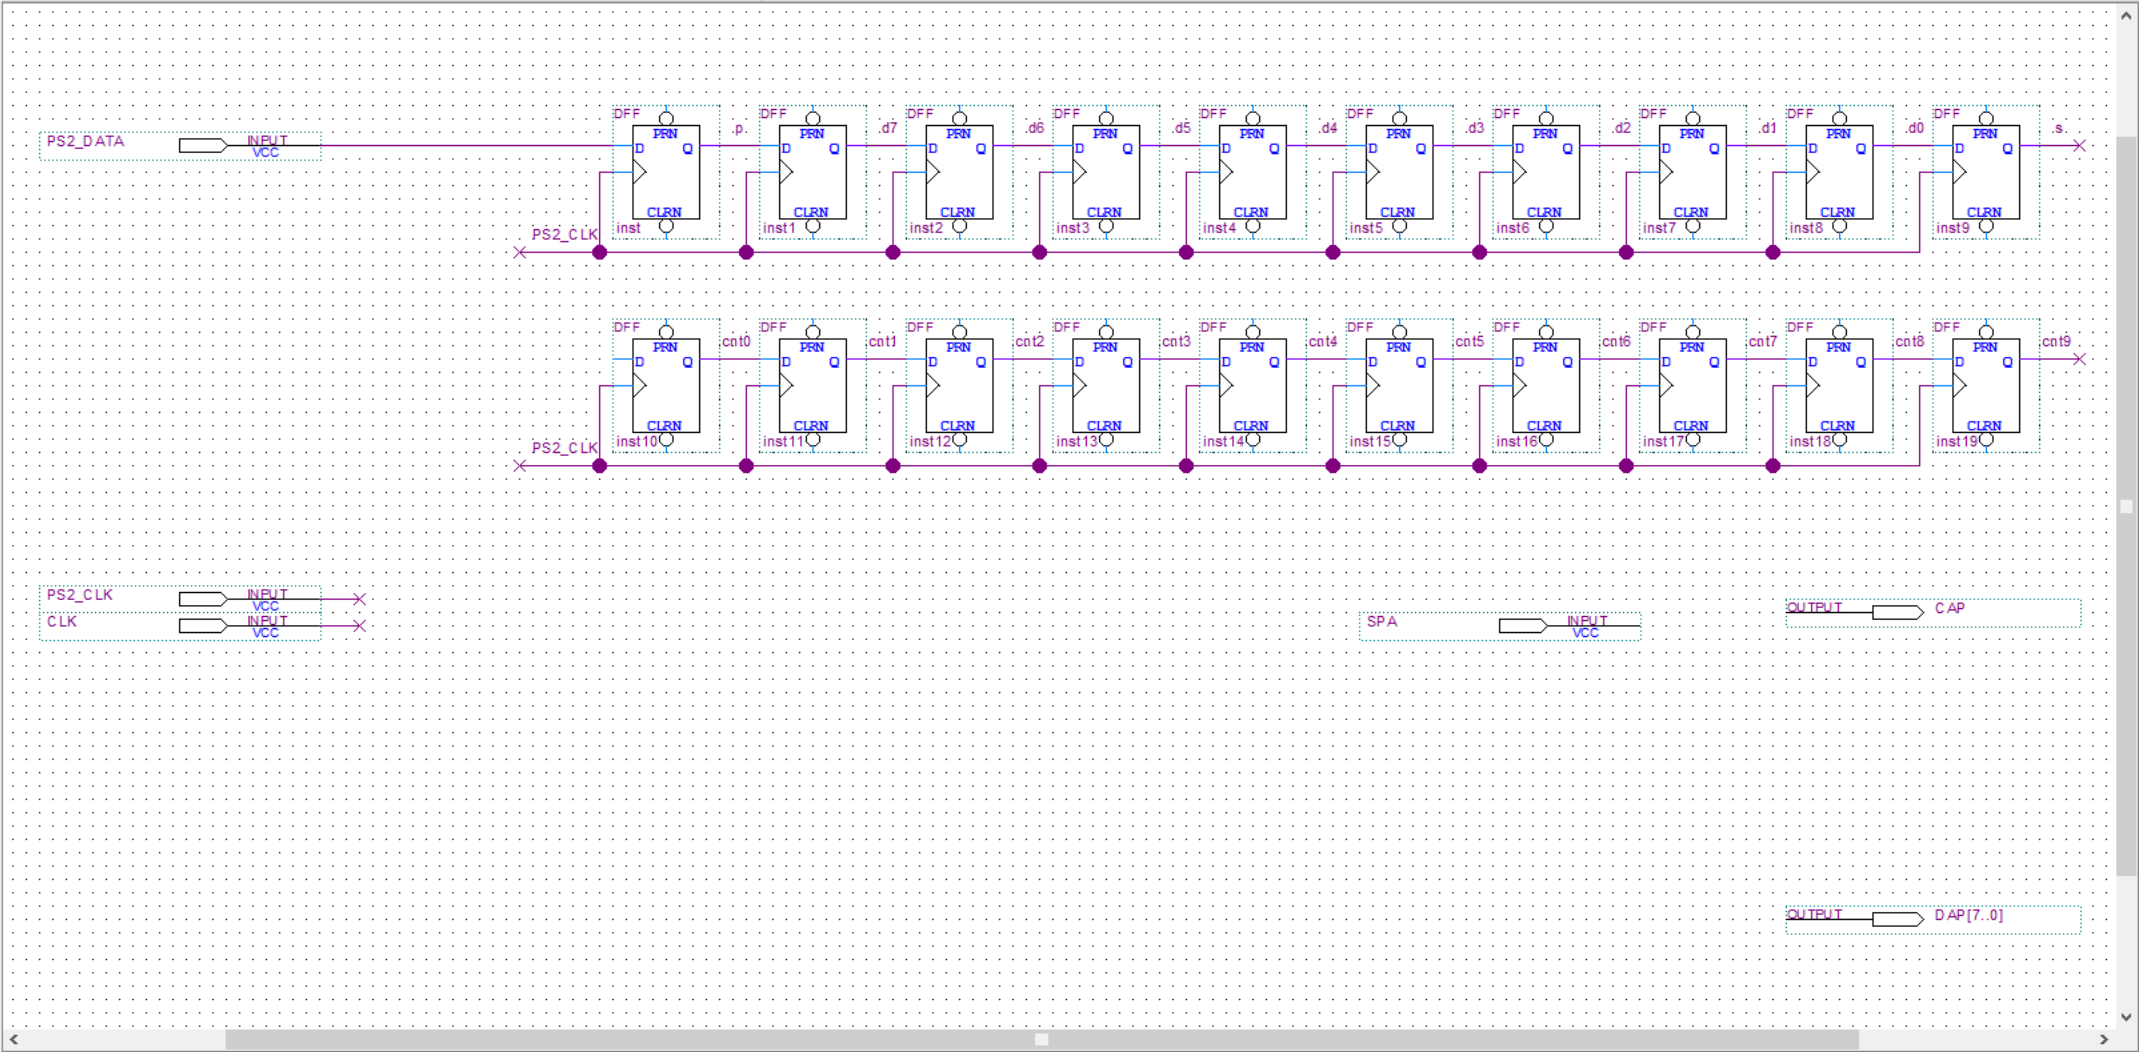 DFF DFF DFF DFF DFF DFF DFF DFF DFF DFF
p d7 d6 d5 d4 d3 d2 d1 d0 s
PS2_DATA INPUT VCC
PRN PRN PRN PRN PRN PRN PRN PRN PRN PRN
D Q D Q D Q D Q D Q D Q D Q D Q D Q D Q
CLRN CLRN CLRN CLRN CLRN CLRN CLRN CLRN CLRN CLRN
inst inst1 inst2 inst3 inst4 inst5 inst6 inst7 inst8 inst9
PS2_CLK
DFF DFF DFF DFF DFF DFF DFF DFF DFF DFF
cnt0 cnt1 cnt2 cnt3 cnt4 cnt5 cnt6 cnt7 cnt8 cnt9
PRN PRN PRN PRN PRN PRN PRN PRN PRN PRN
D Q D Q D Q D Q D Q D Q D Q D Q D Q D Q
CLRN CLRN CLRN CLRN CLRN CLRN CLRN CLRN CLRN CLRN
inst10 inst11 inst12 inst13 inst14 inst15 inst16 inst17 inst18 inst19
PS2_CLK
PS2_CLK INPUT VCC
CLK INPUT VCC
SPA INPUT VCC
OUTPUT CAP
OUTPUT DAP[7..0]